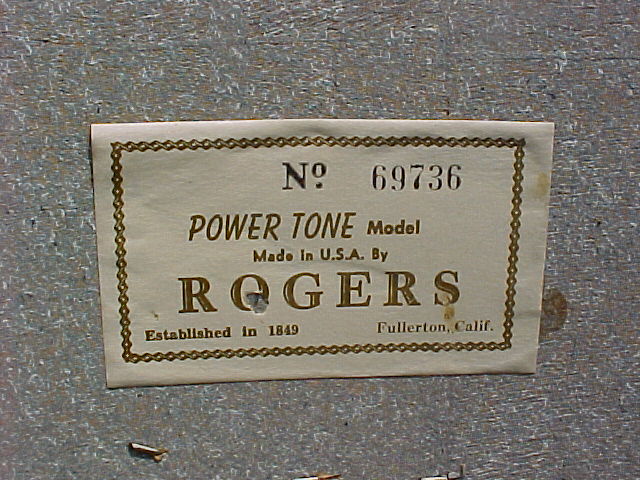 Nº 69736
POWER TONE Model
Made In U.S.A. By
ROGERS
Established in 1849 Fullerton, Calif.